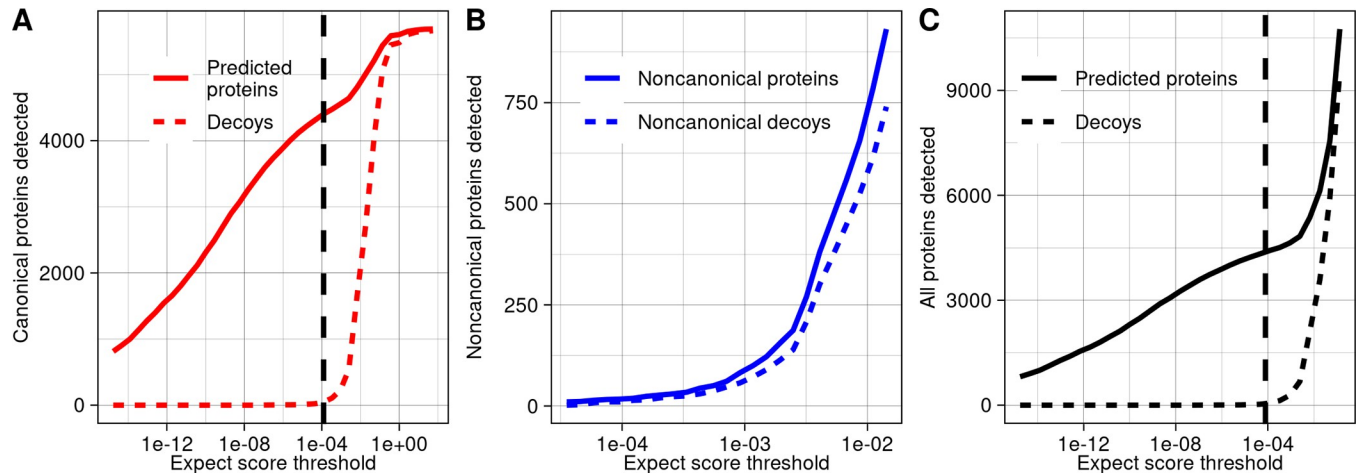 A
Canonical proteins detected
4000
2000
0
Predicted
proteins
Decoys
1e-12
1e-08
1e-04
1e+00
Expect score threshold
B
Noncanonical proteins detected
750
500
250
0
Noncanonical proteins
Noncanonical decoys
1e-04
1e-03
1e-02
Expect score threshold
C
All proteins detected
9000
6000
3000
0
Predicted proteins
Decoys
1e-12
1e-08
1e-04
Expect score threshold